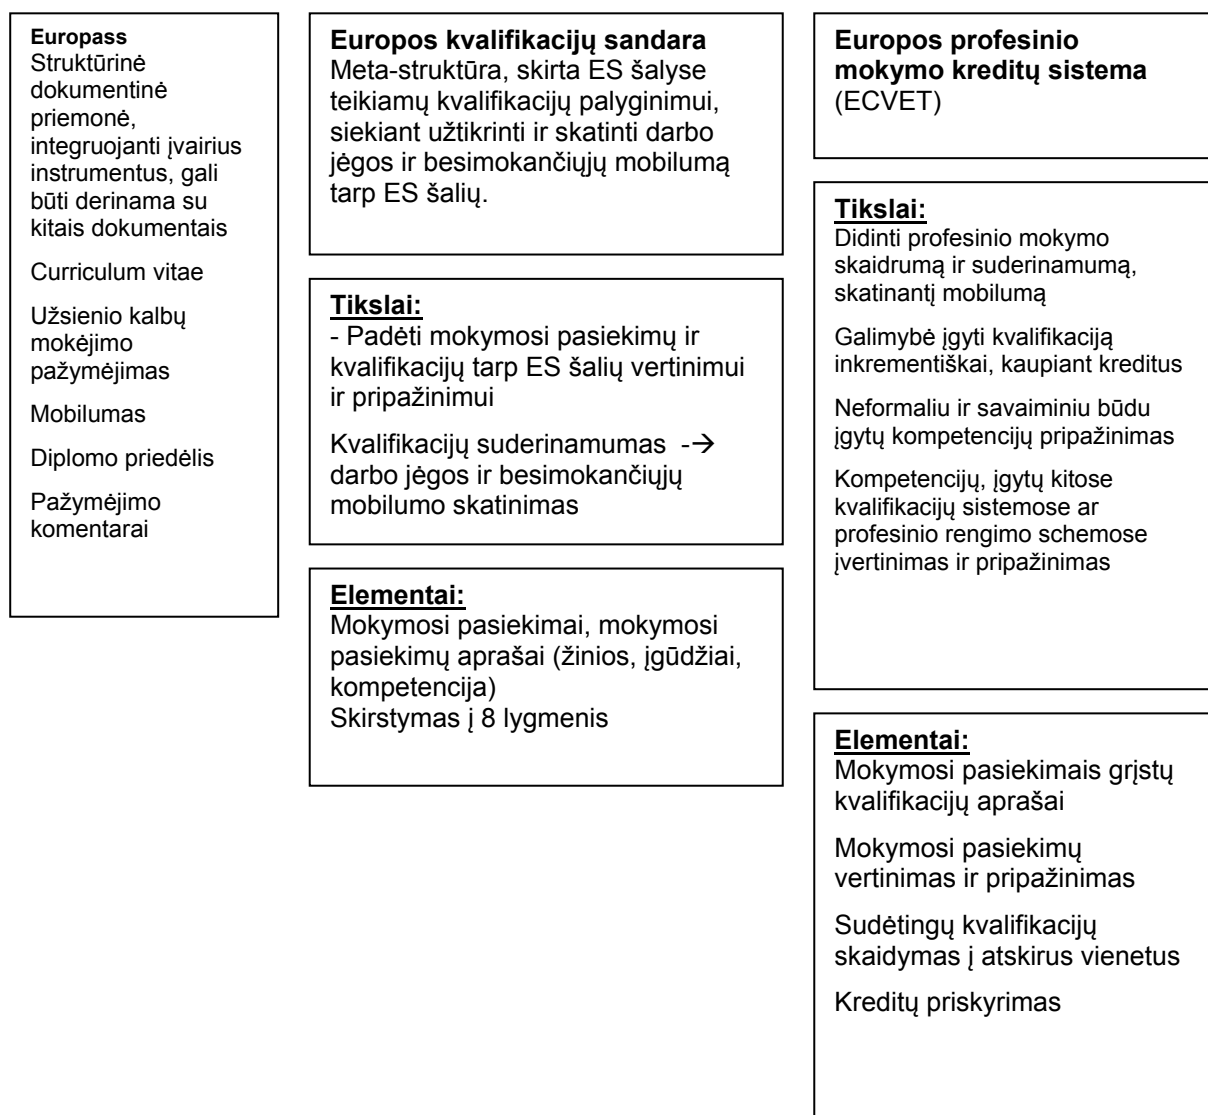 Europass
Struktūrinė
dokumentinė
priemonė,
integruojanti įvairius
instrumentus, gali
būti derinama su
kitais dokumentais
Curriculum vitae
Užsienio kalbų
mokėjimo
pažymėjimas
Mobilumas
Diplomo priedėlis
Pažymėjimo
komentarai
Europos kvalifikacijų sandara
Meta-struktūra, skirta ES šalyse
teikiamų kvalifikacijų palyginimui,
siekiant užtikrinti ir skatinti darbo
jėgos ir besimokančiųjų mobilumą
tarp ES šalių.
Tikslai:
- Padėti mokymosi pasiekimų ir
kvalifikacijų tarp ES šalių vertinimui
ir pripažinimui
Kvalifikacijų suderinamumas -→
darbo jėgos ir besimokančiųjų
mobilumo skatinimas
Elementai:
Mokymosi pasiekimai, mokymosi
pasiekimų aprašai (žinios, įgūdžiai,
kompetencija)
Skirstymas į 8 lygmenis
Europos profesinio
mokymo kreditų sistema
(ECVET)
Tikslai:
Didinti profesinio mokymo
skaidrumą ir suderinamumą,
skatinantį mobilumą
Galimybė įgyti kvalifikaciją
inkrementiškai, kaupiant kreditus
Neformaliu ir savaiminiu būdu
įgytų kompetencijų pripažinimas
Kompetencijų, įgytų kitose
kvalifikacijų sistemose ar
profesinio rengimo schemose
įvertinimas ir pripažinimas
Elementai:
Mokymosi pasiekimais grįstų
kvalifikacijų aprašai
Mokymosi pasiekimų
vertinimas ir pripažinimas
Sudėtingų kvalifikacijų
skaidymas į atskirus vienetus
Kreditų priskyrimas